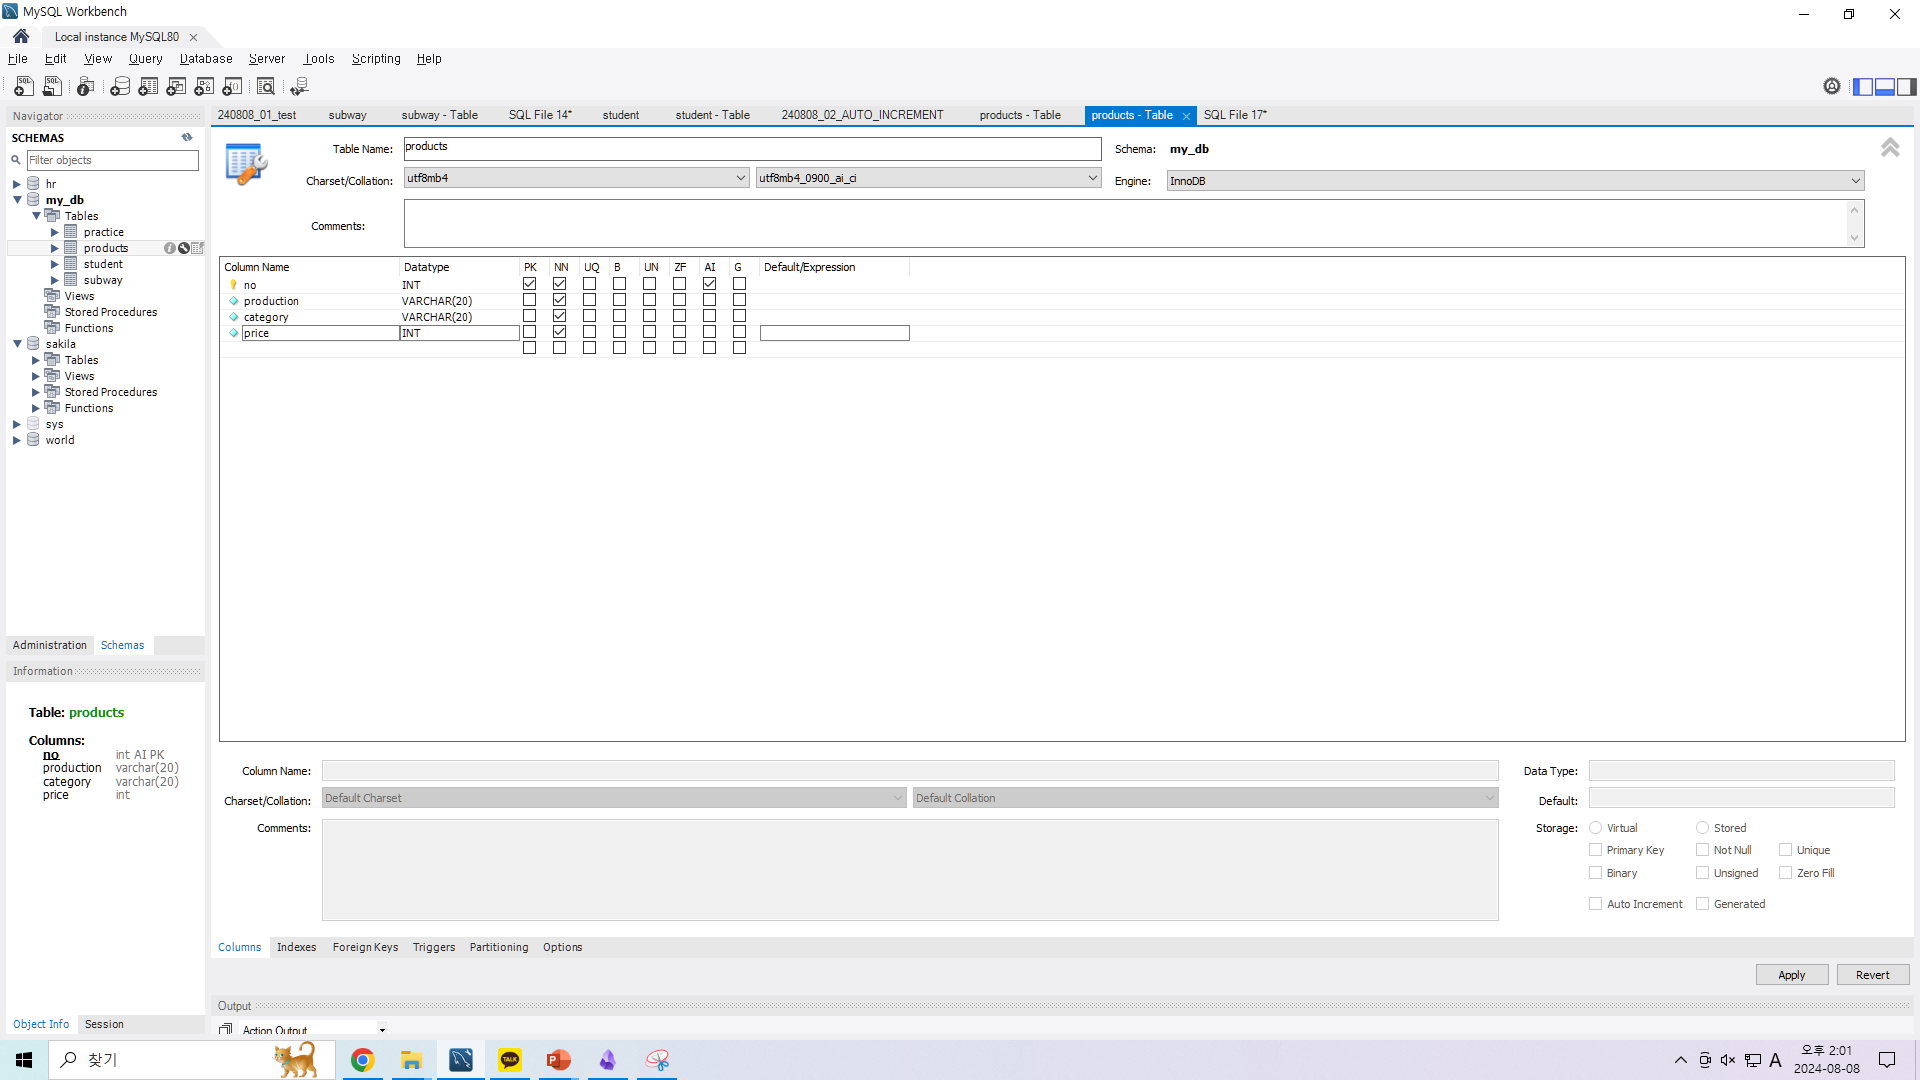 MySQL Workbench
Local instance MySQL80
File Edit View Query Database Server Tools Scripting Help
Navigator
SCHEMAS
Filter objects
hr
my_db
Tables
practice
products
student
subway
Views
Stored Procedures
Functions
sakila
Tables
Views
Stored Procedures
Functions
sys
world
Administration Schemas
Information
Table: products
Columns:
no int AI PK
production varchar(20)
category varchar(20)
price int
Object Info Session
240808_01_test subway subway - Table SQL File 14* student student - Table 240808_02_AUTO_INCREMENT products - Table products - Table SQL File 17*
Table Name: products Schema: my_db
Charset/Collation: utf8mb4 utf8mb4_0900_ai_ci Engine: InnoDB
Comments:
Column Name Datatype PK NN UQ B UN ZF AI G Default/Expression
no INT
production VARCHAR(20)
category VARCHAR(20)
price INT
Column Name: Data Type:
Charset/Collation: Default Charset Default Collation Default:
Comments: Storage: Virtual Stored
Primary Key Not Null Unique
Binary Unsigned Zero Fill
Auto Increment Generated
Columns Indexes Foreign Keys Triggers Partitioning Options
Apply Revert
Output
Action Output
찾기
TALK
A
오후 2:01
2024-08-08